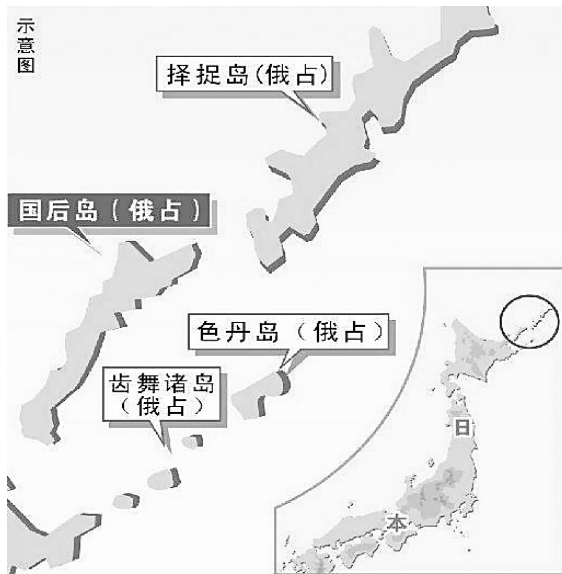 示意图
择捉岛(俄占)
国后岛（俄占）
色丹岛（俄占）
齿舞诸岛
（俄占）
日
本